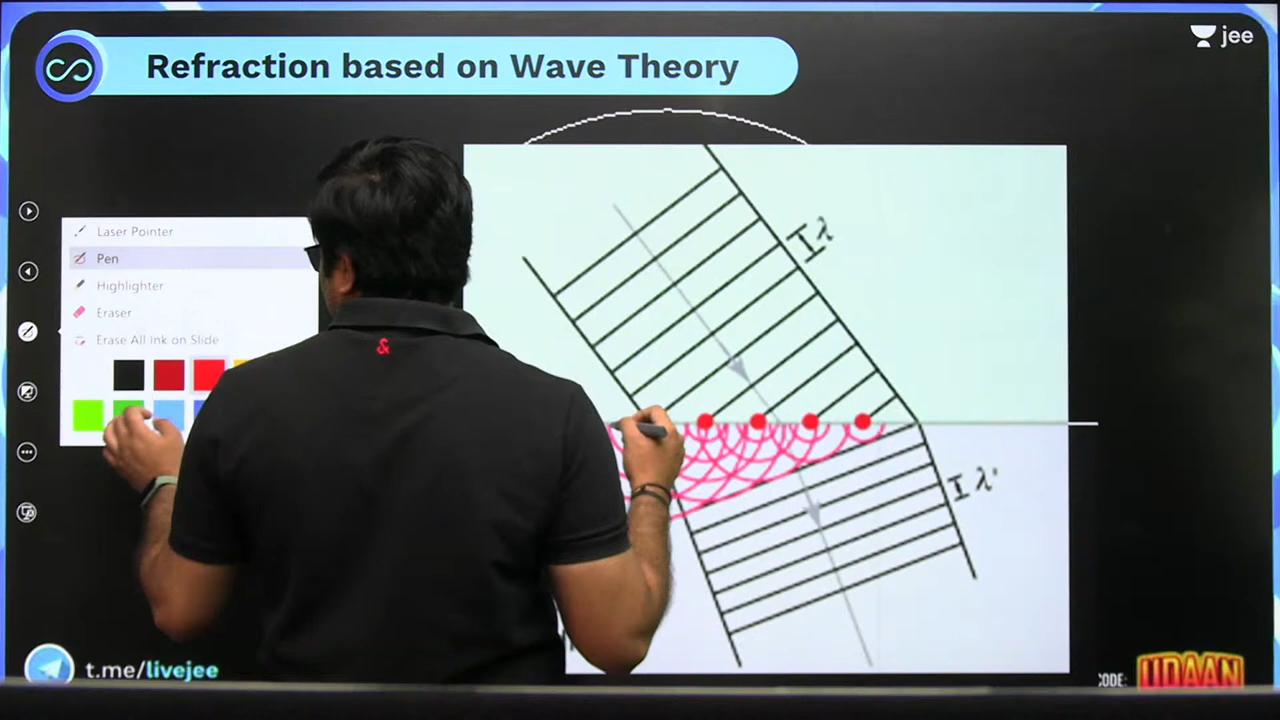 Refraction based on Wave Theory
jee
Laser Pointer
Pen
Highlighter
Eraser
Erase All Ink on Slide
λ
λ'
&
t.me/livejee
CODE:
UDAAN